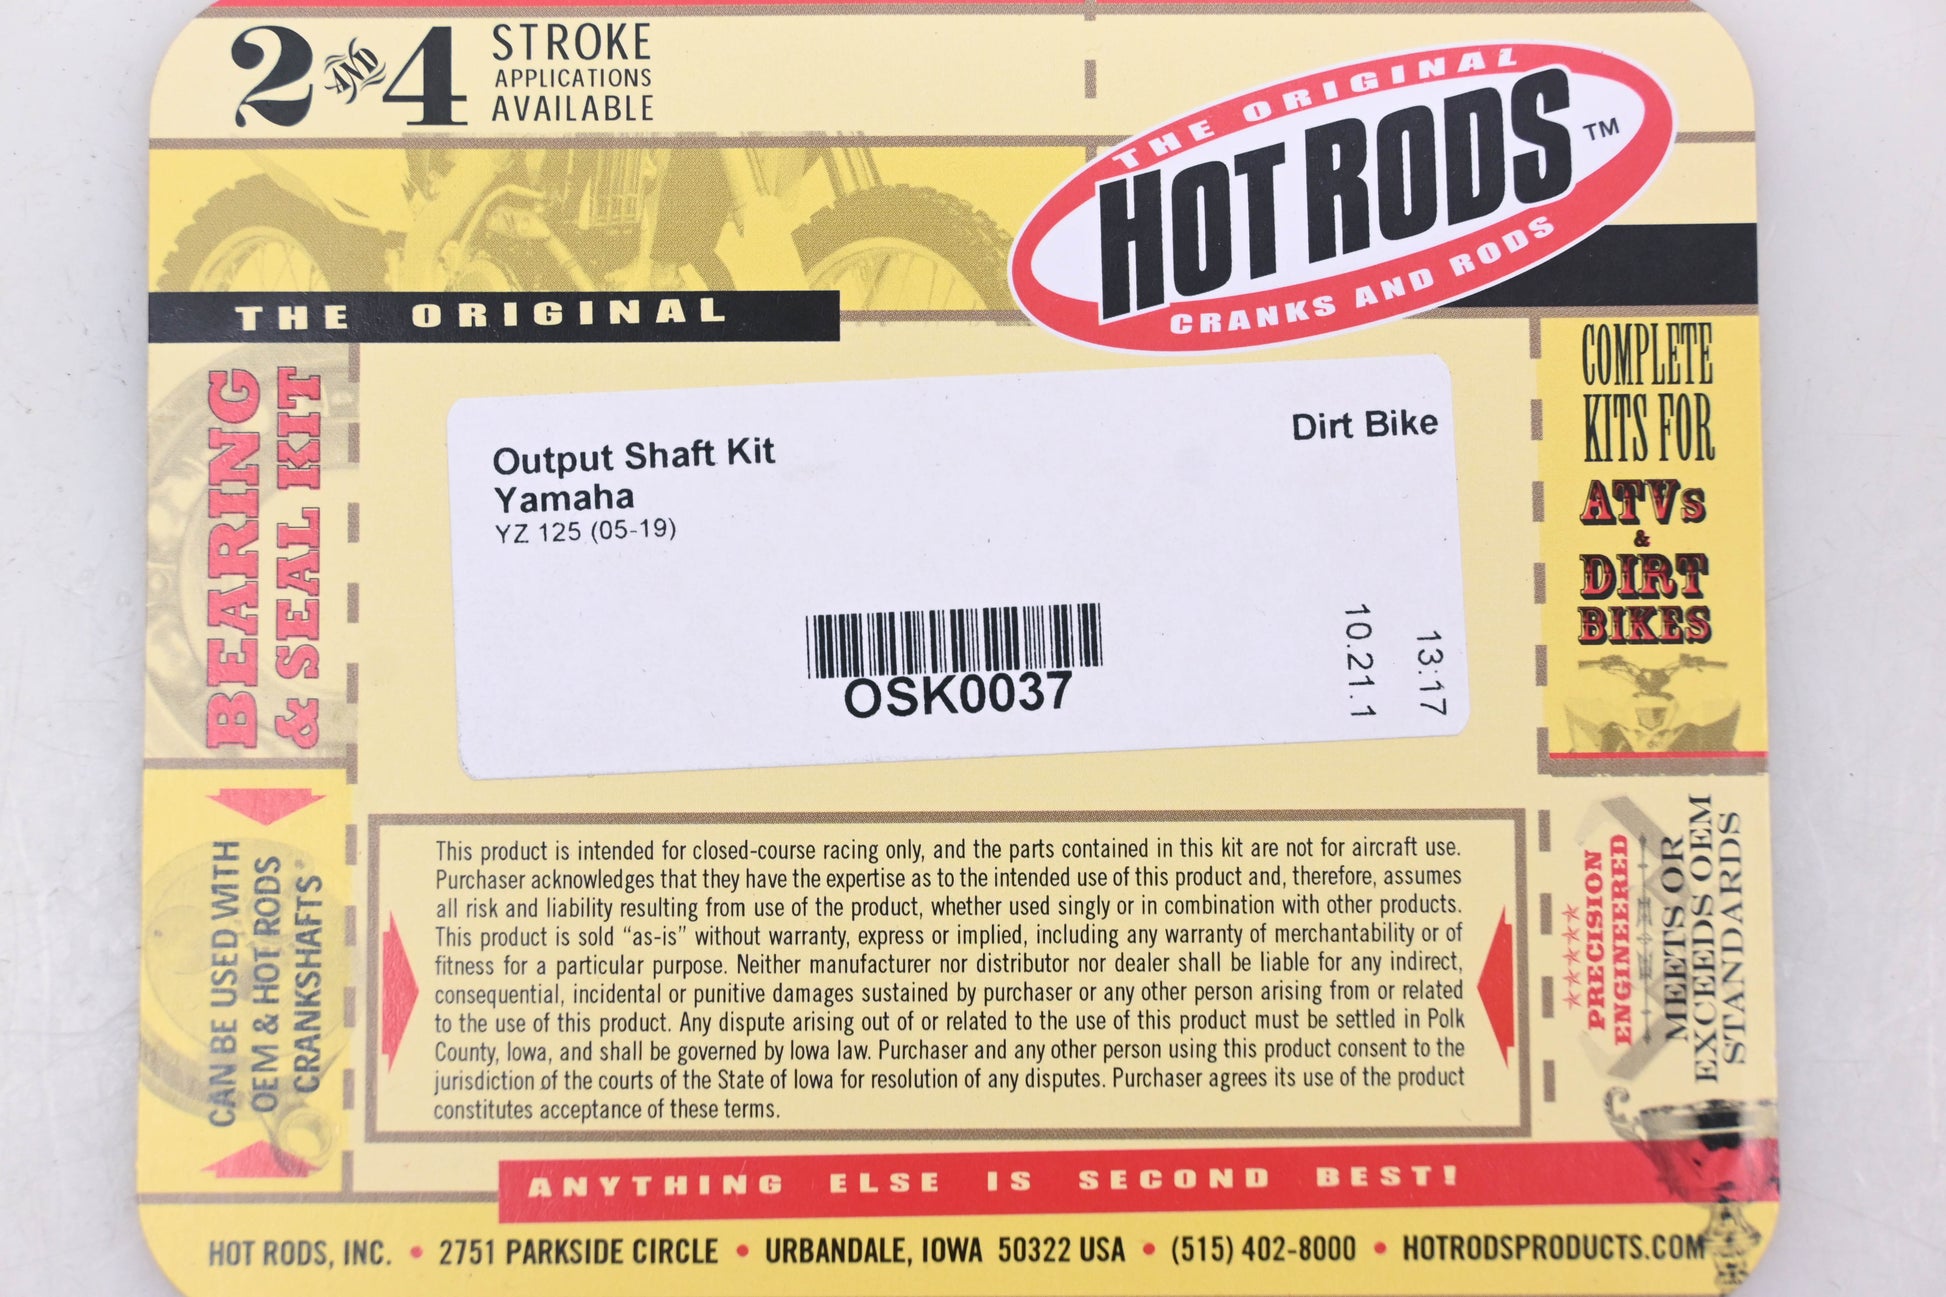 2 AND 4
STROKE
APPLICATIONS
AVAILABLE
THE ORIGINAL
HOT RODS™
CRANKS AND RODS
THE ORIGINAL
BEARING
& SEAL KIT
COMPLETE
KITS FOR
ATVs
&
DIRT
BIKES
Output Shaft Kit
Dirt Bike
Yamaha
YZ 125 (05-19)
OSK0037
13:17
10.21.1
CAN BE USED WITH
OEM & HOT RODS
CRANKSHAFTS
This product is intended for closed-course racing only, and the parts contained in this kit are not for aircraft use.
Purchaser acknowledges that they have the expertise as to the intended use of this product and, therefore, assumes
all risk and liability resulting from use of the product, whether used singly or in combination with other products.
This product is sold “as-is” without warranty, express or implied, including any warranty of merchantability or of
fitness for a particular purpose. Neither manufacturer nor distributor nor dealer shall be liable for any indirect,
consequential, incidental or punitive damages sustained by purchaser or any other person arising from or related
to the use of this product. Any dispute arising out of or related to the use of this product must be settled in Polk
County, Iowa, and shall be governed by Iowa law. Purchaser and any other person using this product consent to the
jurisdiction of the courts of the State of Iowa for resolution of any disputes. Purchaser agrees its use of the product
constitutes acceptance of these terms.
PRECISION
ENGINEERED
MEETS OR
EXCEEDS OEM
STANDARDS
ANYTHING ELSE IS SECOND BEST!
HOT RODS, INC. • 2751 PARKSIDE CIRCLE • URBANDALE, IOWA 50322 USA • (515) 402-8000 • HOTRODSPRODUCTS.COM